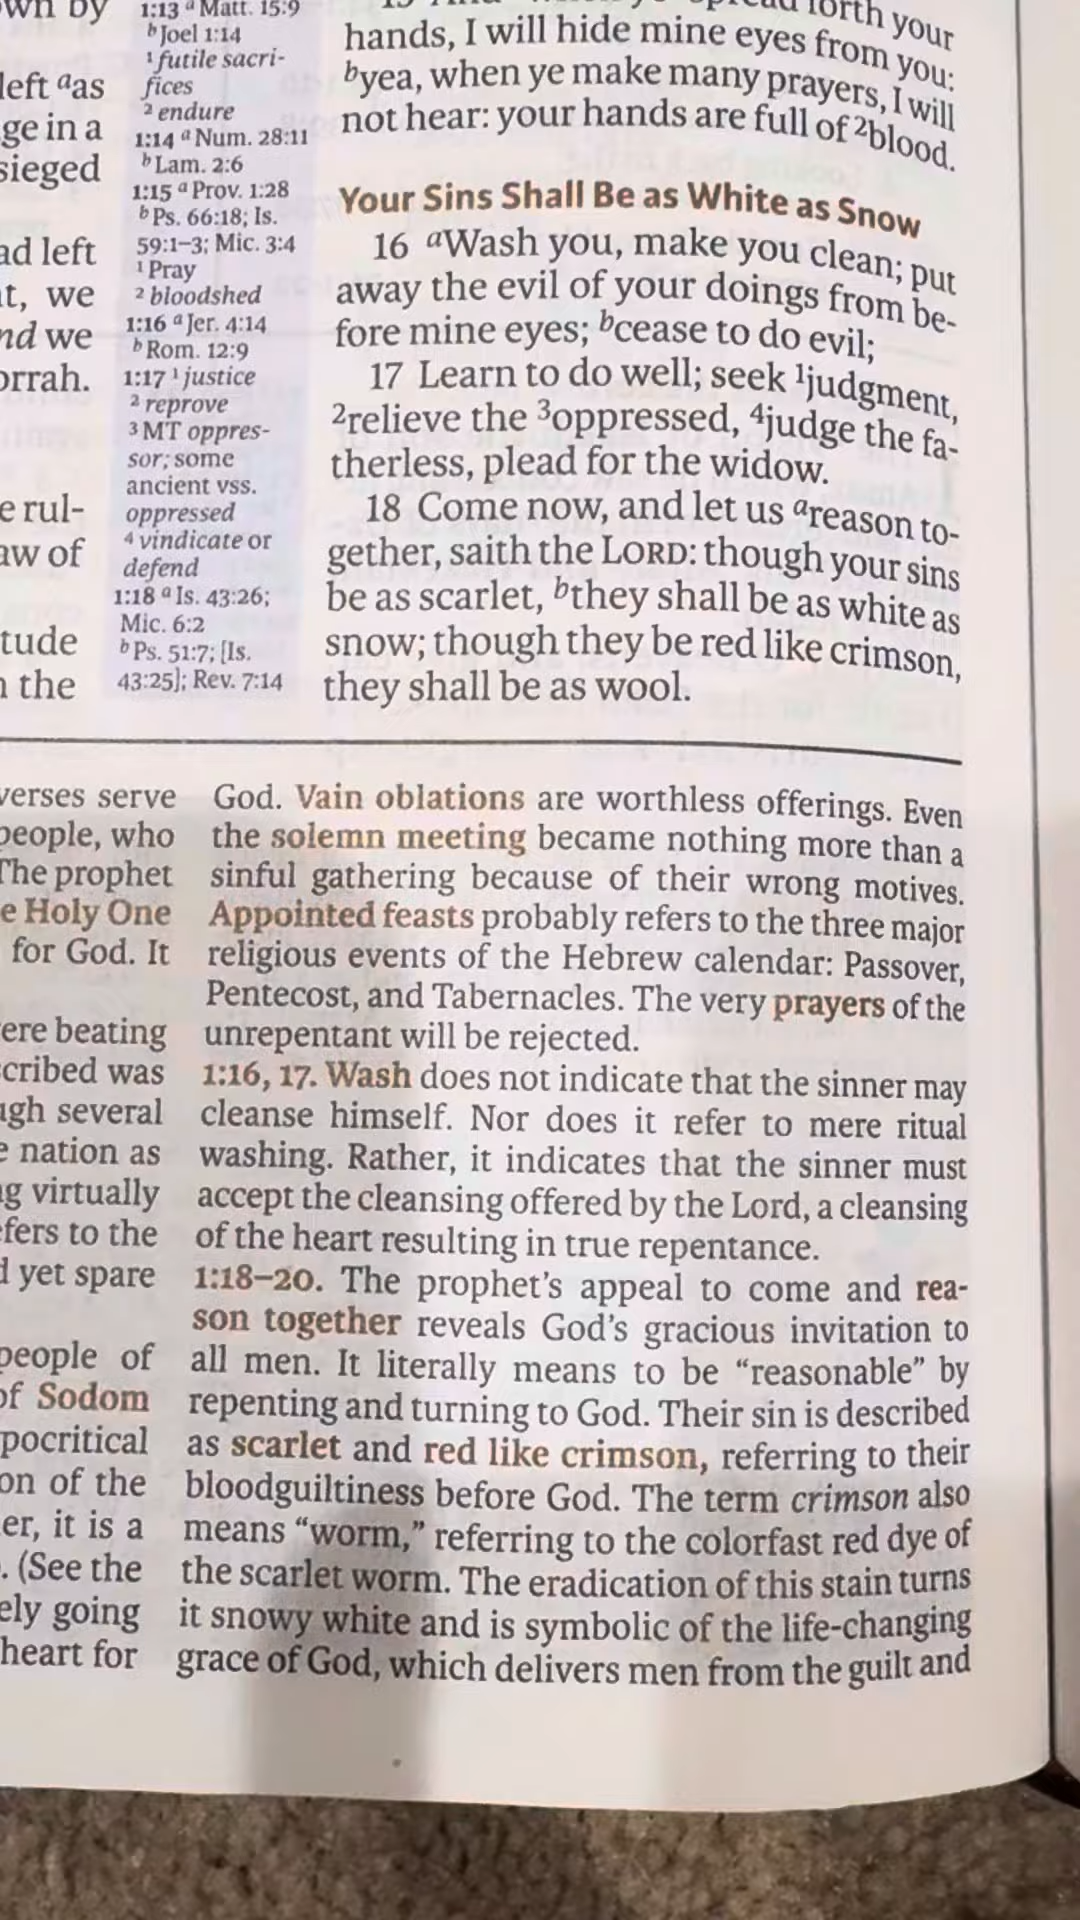 own by
left ᵃas
ge in a
sieged
ad left
t, we
nd we
orrah.
e rul-
aw of
tude
n the
1:13 ᵃ Matt. 15:9
ᵇ Joel 1:14
¹ futile sacri-
fices
² endure
1:14 ᵃ Num. 28:11
ᵇ Lam. 2:6
1:15 ᵃ Prov. 1:28
ᵇ Ps. 66:18; Is.
59:1–3; Mic. 3:4
¹ Pray
² bloodshed
1:16 ᵃ Jer. 4:14
ᵇ Rom. 12:9
1:17 ¹ justice
² reprove
³ MT oppres-
sor; some
ancient vss.
oppressed
⁴ vindicate or
defend
1:18 ᵃ Is. 43:26;
Mic. 6:2
ᵇ Ps. 51:7; [Is.
43:25]; Rev. 7:14
forth your
hands, I will hide mine eyes from you:
ᵇyea, when ye make many prayers, I will
not hear: your hands are full of ²blood.
Your Sins Shall Be as White as Snow
16 ᵃWash you, make you clean; put
away the evil of your doings from be-
fore mine eyes; ᵇcease to do evil;
17 Learn to do well; seek ¹judgment,
²relieve the ³oppressed, ⁴judge the fa-
therless, plead for the widow.
18 Come now, and let us ᵃreason to-
gether, saith the LORD: though your sins
be as scarlet, ᵇthey shall be as white as
snow; though they be red like crimson,
they shall be as wool.
verses serve
people, who
The prophet
e Holy One
for God. It
ere beating
cribed was
ugh several
e nation as
ng virtually
efers to the
d yet spare
people of
of Sodom
pocritical
on of the
er, it is a
. (See the
ely going
heart for
God. Vain oblations are worthless offerings. Even
the solemn meeting became nothing more than a
sinful gathering because of their wrong motives.
Appointed feasts probably refers to the three major
religious events of the Hebrew calendar: Passover,
Pentecost, and Tabernacles. The very prayers of the
unrepentant will be rejected.
1:16, 17. Wash does not indicate that the sinner may
cleanse himself. Nor does it refer to mere ritual
washing. Rather, it indicates that the sinner must
accept the cleansing offered by the Lord, a cleansing
of the heart resulting in true repentance.
1:18–20. The prophet's appeal to come and rea-
son together reveals God's gracious invitation to
all men. It literally means to be “reasonable” by
repenting and turning to God. Their sin is described
as scarlet and red like crimson, referring to their
bloodguiltiness before God. The term crimson also
means “worm,” referring to the colorfast red dye of
the scarlet worm. The eradication of this stain turns
it snowy white and is symbolic of the life-changing
grace of God, which delivers men from the guilt and